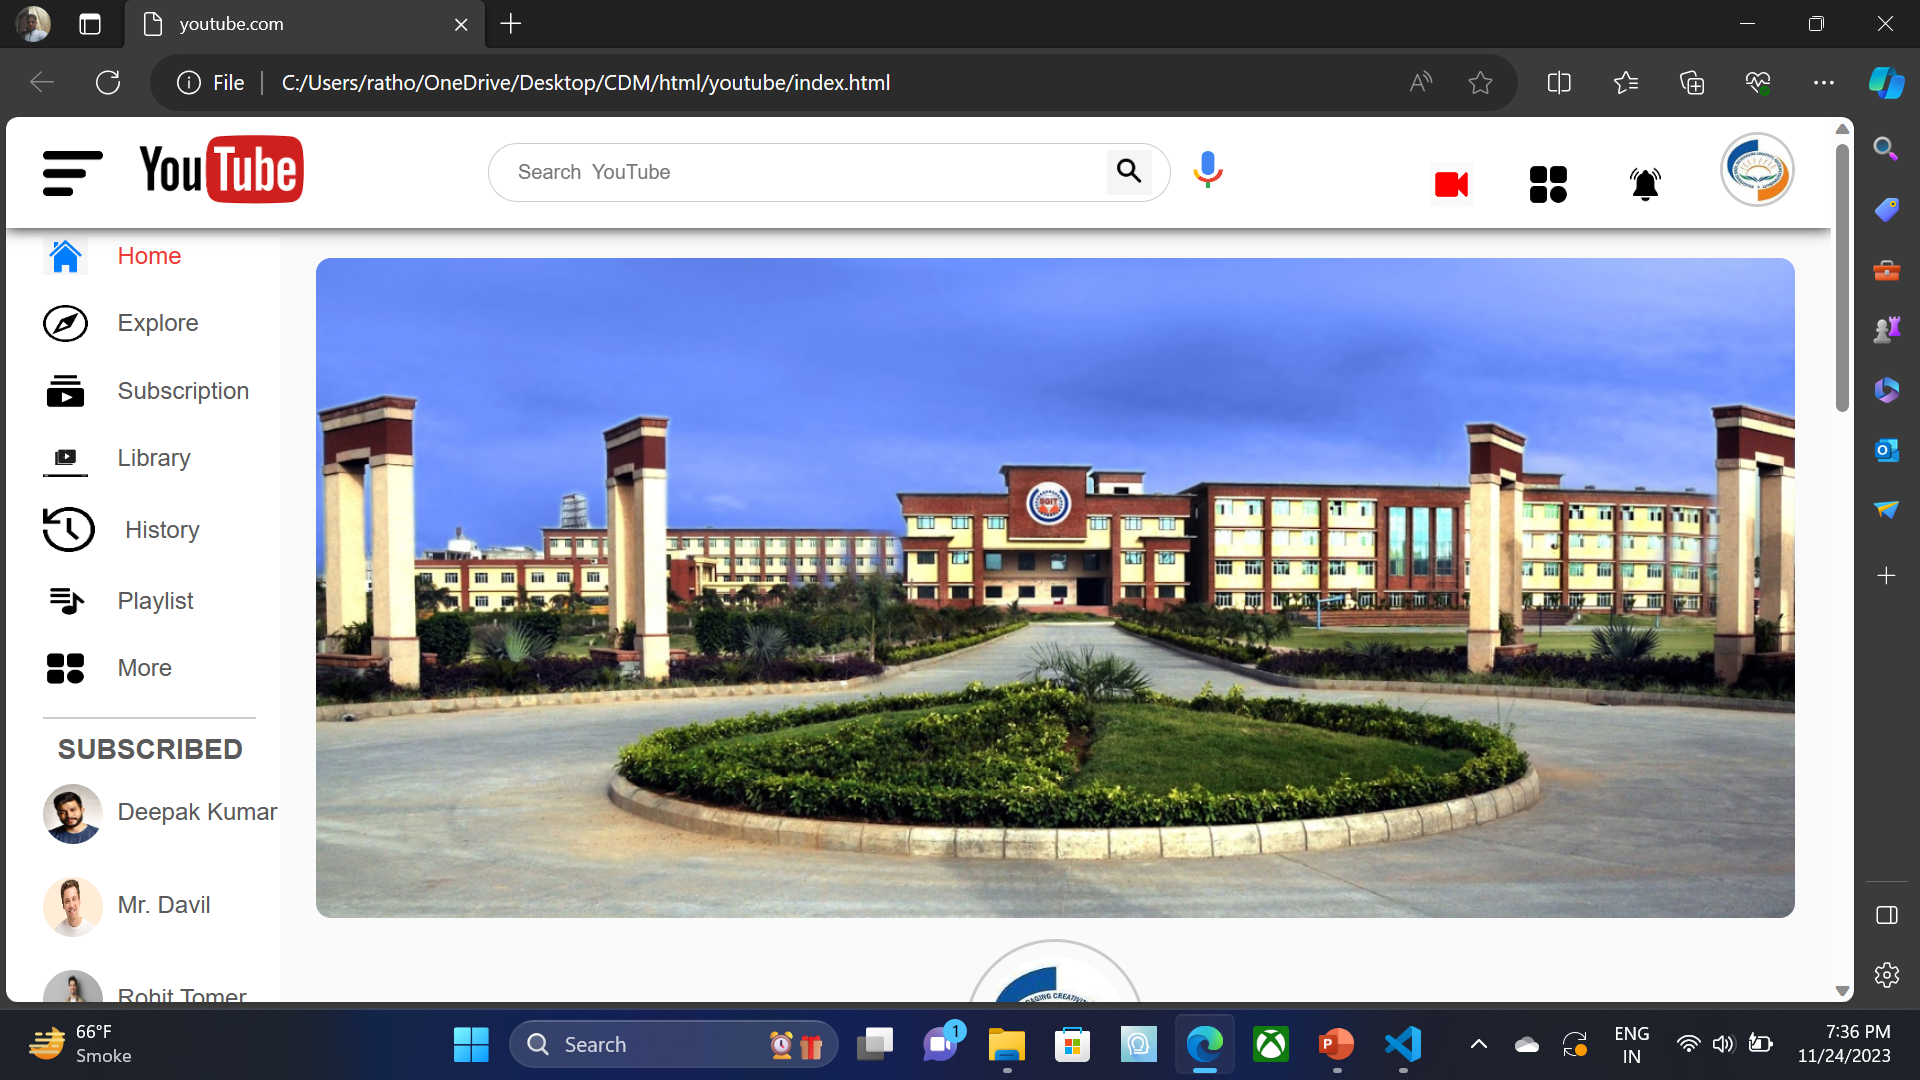 youtube.com
File
C:/Users/ratho/OneDrive/Desktop/CDM/html/youtube/index.html
YouTube
Search YouTube
Home
Explore
Subscription
Library
History
Playlist
More
SUBSCRIBED
Deepak Kumar
Mr. Davil
Rohit Tomer
SGIT
66°F
Smoke
Search
1
ENG
IN
7:36 PM
11/24/2023